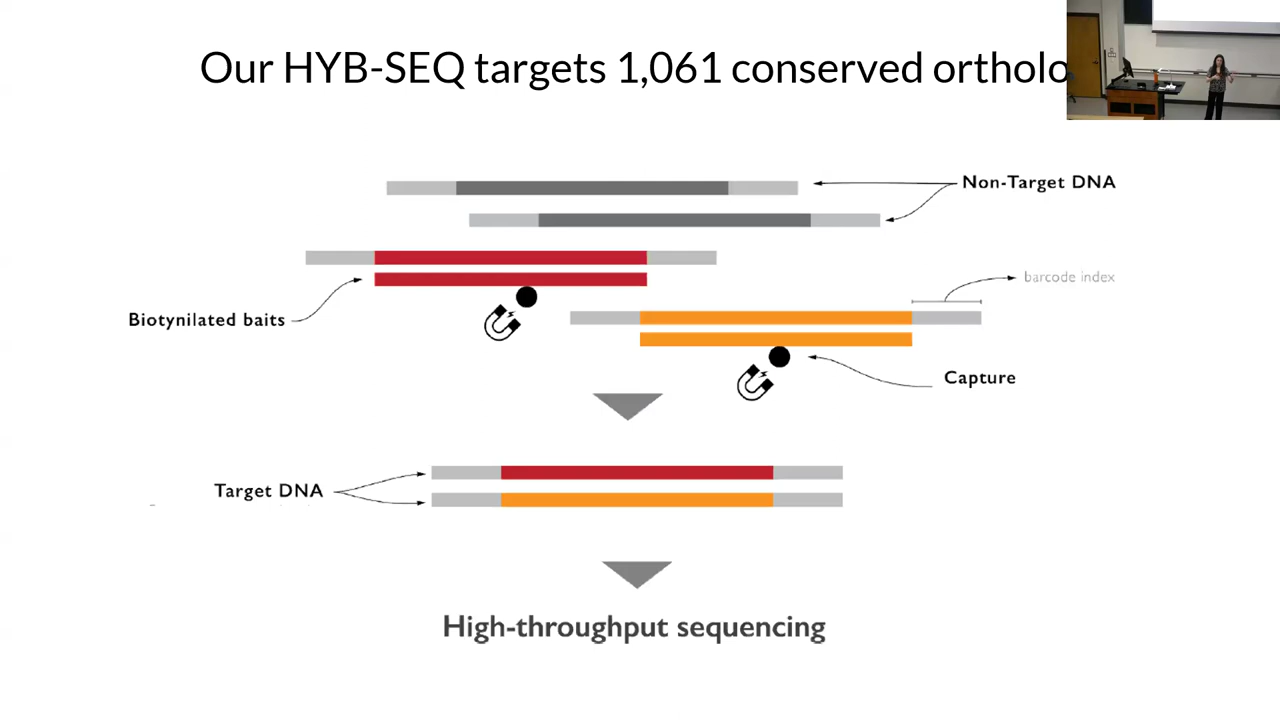 Our HYB-SEQ targets 1,061 conserved ortholo
Non-Target DNA
barcode index
Biotynilated baits
Capture
Target DNA
High-throughput sequencing